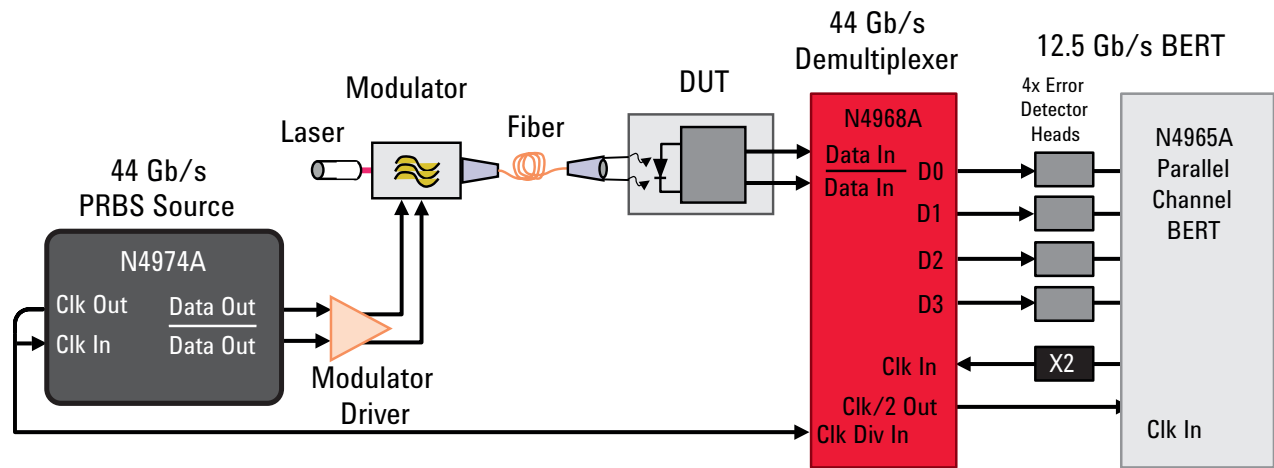 44 Gb/s
Demultiplexer
12.5 Gb/s BERT
Modulator
DUT
4x Error
Detector
Heads
Laser
Fiber
N4968A
N4965A
Parallel
Channel
BERT
44 Gb/s
PRBS Source
Data In
Data In
D0
D1
D2
D3
N4974A
Clk Out
Data Out
Clk In
Data Out
Modulator
Driver
Clk In
X2
Clk/2 Out
Clk Div In
Clk In